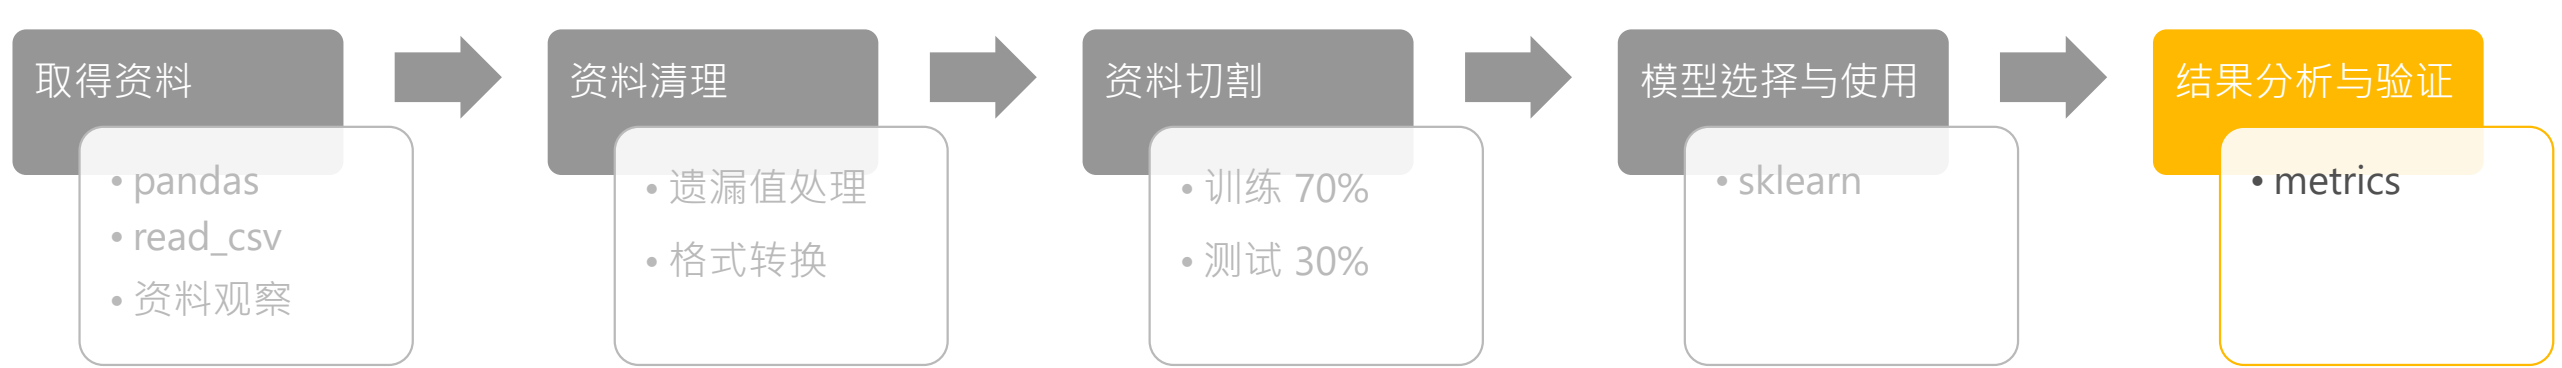 取得资料
• pandas
• read_csv
• 资料观察
资料清理
• 遗漏值处理
• 格式转换
资料切割
• 训练 70%
• 测试 30%
模型选择与使用
• sklearn
结果分析与验证
• metrics